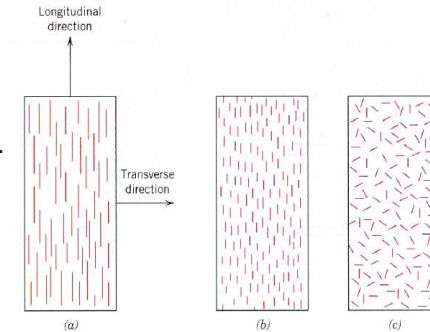 Longitudinal
direction
Transverse
direction
(a)
(b)
(c)